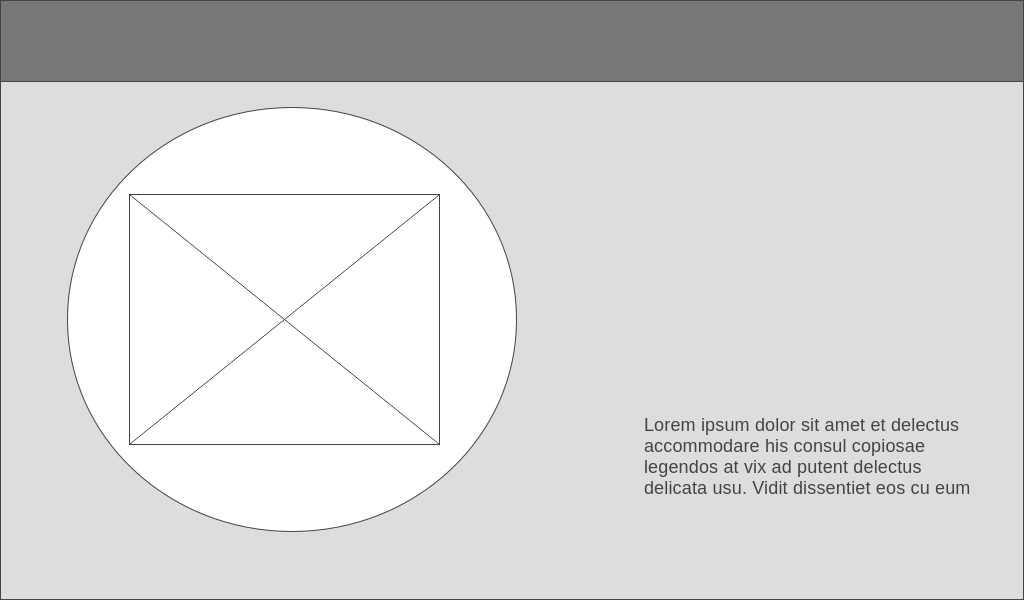 Lorem ipsum dolor sit amet et delectus
accommodare his consul copiosae
legendos at vix ad putent delectus
delicata usu. Vidit dissentiet eos cu eum